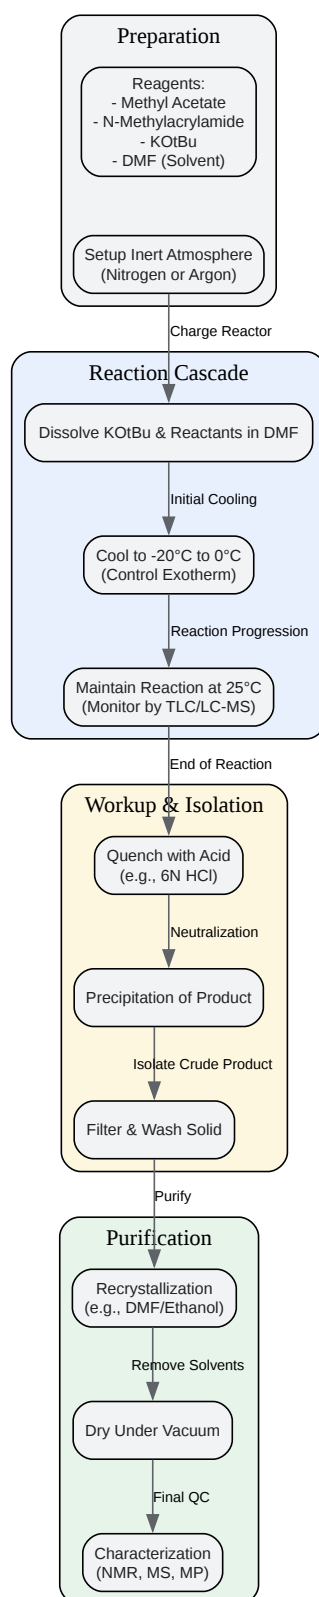 Preparation
Reagents:
- Methyl Acetate
- N-Methylacrylamide
- KOtBu
- DMF (Solvent)
Setup Inert Atmosphere
(Nitrogen or Argon)
Charge Reactor
Reaction Cascade
Dissolve KOtBu & Reactants in DMF
Initial Cooling
Cool to -20°C to 0°C
(Control Exotherm)
Reaction Progression
Maintain Reaction at 25°C
(Monitor by TLC/LC-MS)
End of Reaction
Workup & Isolation
Quench with Acid
(e.g., 6N HCl)
Neutralization
Precipitation of Product
Isolate Crude Product
Filter & Wash Solid
Purify
Purification
Recrystallization
(e.g., DMF/Ethanol)
Remove Solvents
Dry Under Vacuum
Final QC
Characterization
(NMR, MS, MP)